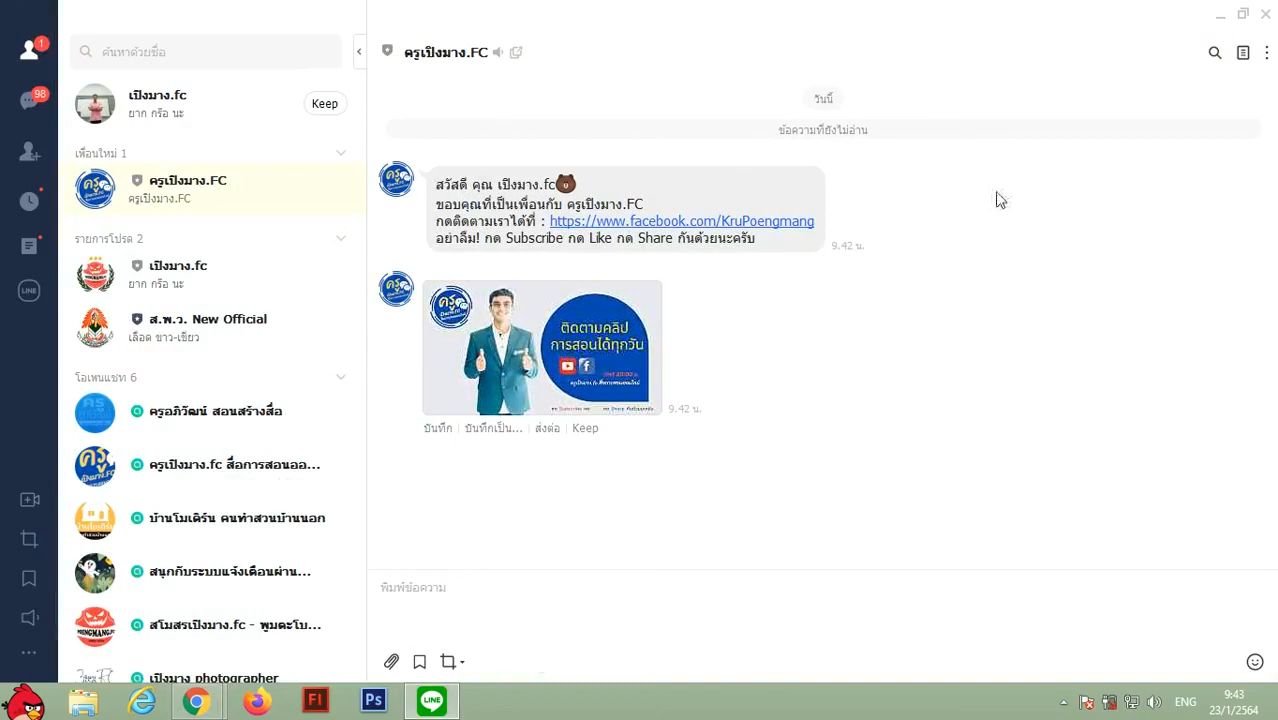 1
98
ค้นหาด้วยชื่อ
เปิงมาง.fc
ยาก กรือ นะ
Keep
เพื่อนใหม่ 1
ครูเปิงมาง.FC
ครูเปิงมาง.FC
รายการโปรด 2
เปิงมาง.fc
ยาก กรือ นะ
ส.พ.ว. New Official
เลือด ขาว-เขียว
โอเพนแชท 6
ครูอภิวัฒน์ สอนสร้างสื่อ
ครูเปิงมาง.fc สื่อการสอนออ...
บ้านโมเดิร์น คนทำสวนบ้านนอก
สนุกกับระบบแจ้งเตือนผ่าน...
สโมสรเปิงมาง.fc - พูมตะโบ...
เปิงมาง photographer
LINE
ครูเปิงมาง.FC
วันนี้
ข้อความที่ยังไม่อ่าน
สวัสดี คุณ เปิงมาง.fc
ขอบคุณที่เป็นเพื่อนกับ ครูเปิงมาง.FC
กดติดตามเราได้ที่ : https://www.facebook.com/KruPoengmang
อย่าลืม! กด Subscribe กด Like กด Share กันด้วยนะครับ
9.42 น.
ครู
ติดตามคลิป
การสอนได้ทุกวัน
9.42 น.
บันทึก บันทึกเป็น... ส่งต่อ Keep
พิมพ์ข้อความ
Fl
Ps
LINE
ENG
9:43
23/1/2564